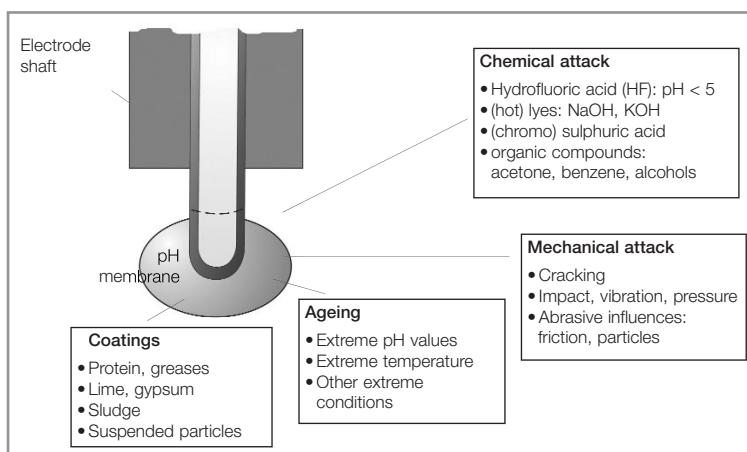 Electrode
shaft
Chemical attack
• Hydrofluoric acid (HF): pH < 5
• (hot) lyes: NaOH, KOH
• (chromo) sulphuric acid
• organic compounds:
acetone, benzene, alcohols
pH
membrane
Mechanical attack
• Cracking
• Impact, vibration, pressure
• Abrasive influences:
friction, particles
Ageing
• Extreme pH values
• Extreme temperature
• Other extreme
conditions
Coatings
• Protein, greases
• Lime, gypsum
• Sludge
• Suspended particles